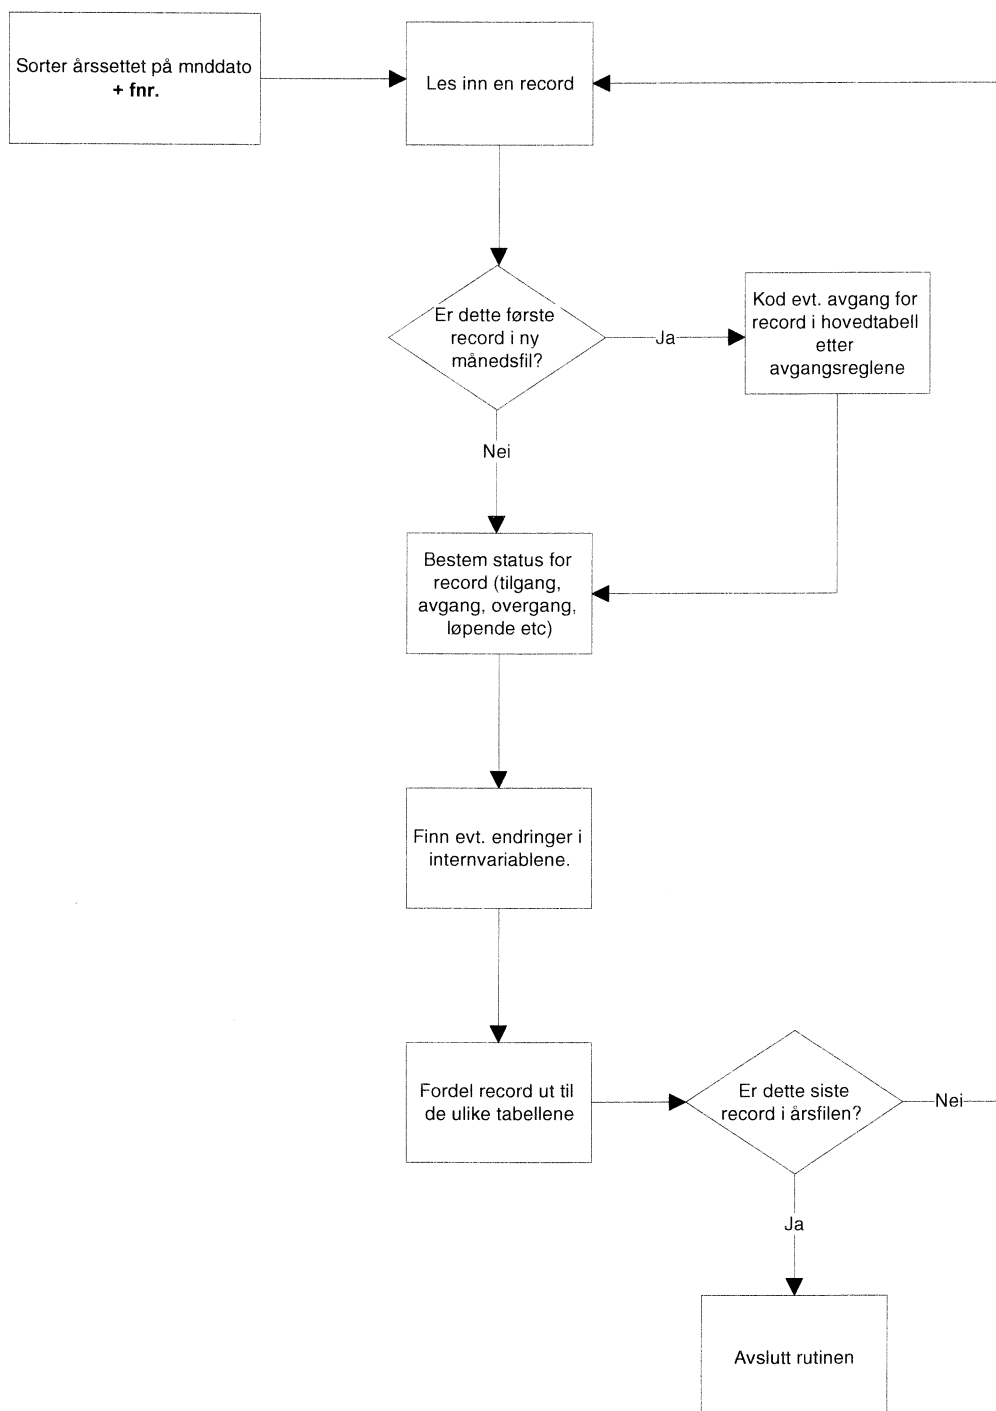 Sorter årssettet på mnddato
+ fnr.
Les inn en record
Er dette første
record i ny
månedsfil?
Ja
Kod evt. avgang for
record i hovedtabell
etter
avgangsreglene
Nei
Bestem status for
record (tilgang,
avgang, overgang,
løpende etc)
Finn evt. endringer i
internvariablene.
Fordel record ut til
de ulike tabellene
Er dette siste
record i årsfilen?
Nei
Ja
Avslutt rutinen